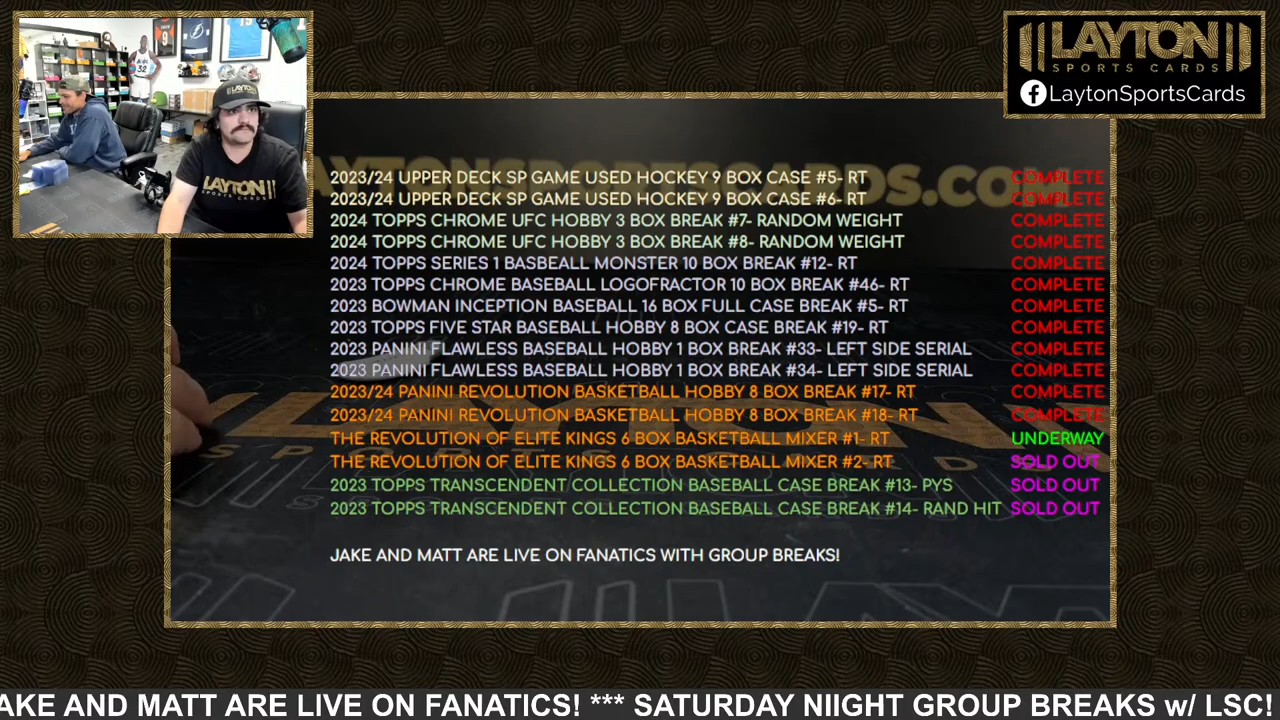 LAYTON
SPORTS CARDS
LaytonSportsCards
LAYTONSPORTSCARDS.COM
2023/24 UPPER DECK SP GAME USED HOCKEY 9 BOX CASE #5- RT COMPLETE
2023/24 UPPER DECK SP GAME USED HOCKEY 9 BOX CASE #6- RT COMPLETE
2024 TOPPS CHROME UFC HOBBY 3 BOX BREAK #7- RANDOM WEIGHT COMPLETE
2024 TOPPS CHROME UFC HOBBY 3 BOX BREAK #8- RANDOM WEIGHT COMPLETE
2024 TOPPS SERIES 1 BASBEALL MONSTER 10 BOX BREAK #12- RT COMPLETE
2023 TOPPS CHROME BASEBALL LOGOFRACTOR 10 BOX BREAK #46- RT COMPLETE
2023 BOWMAN INCEPTION BASEBALL 16 BOX FULL CASE BREAK #5- RT COMPLETE
2023 TOPPS FIVE STAR BASEBALL HOBBY 8 BOX CASE BREAK #19- RT COMPLETE
2023 PANINI FLAWLESS BASEBALL HOBBY 1 BOX BREAK #33- LEFT SIDE SERIAL COMPLETE
2023 PANINI FLAWLESS BASEBALL HOBBY 1 BOX BREAK #34- LEFT SIDE SERIAL COMPLETE
2023/24 PANINI REVOLUTION BASKETBALL HOBBY 8 BOX BREAK #17- RT COMPLETE
2023/24 PANINI REVOLUTION BASKETBALL HOBBY 8 BOX BREAK #18- RT COMPLETE
THE REVOLUTION OF ELITE KINGS 6 BOX BASKETBALL MIXER #1- RT UNDERWAY
THE REVOLUTION OF ELITE KINGS 6 BOX BASKETBALL MIXER #2- RT SOLD OUT
2023 TOPPS TRANSCENDENT COLLECTION BASEBALL CASE BREAK #13- PYS SOLD OUT
2023 TOPPS TRANSCENDENT COLLECTION BASEBALL CASE BREAK #14- RAND HIT SOLD OUT
JAKE AND MATT ARE LIVE ON FANATICS WITH GROUP BREAKS!
AKE AND MATT ARE LIVE ON FANATICS! *** SATURDAY NIIGHT GROUP BREAKS w/ LSC!
LAYTON
SPORTS CARDS
32
9